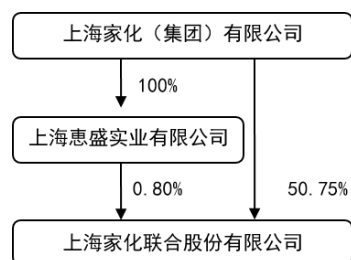 上海家化（集团）有限公司
100%
上海惠盛实业有限公司
0.80%
50.75%
上海家化联合股份有限公司